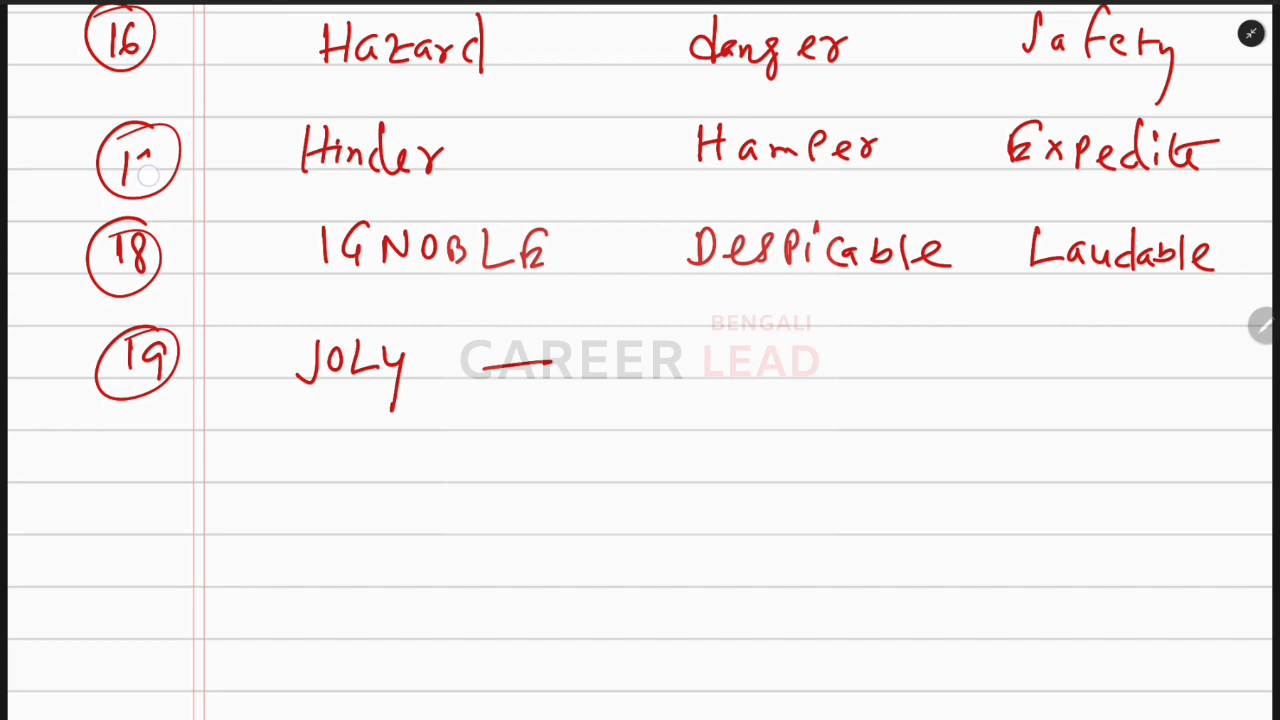 16 Hazard danger Safety
Hinder Hamper Expedite
18 IGNOBLE Despicable Laudable
BENGALI
19 JOLY — CAREER LEAD